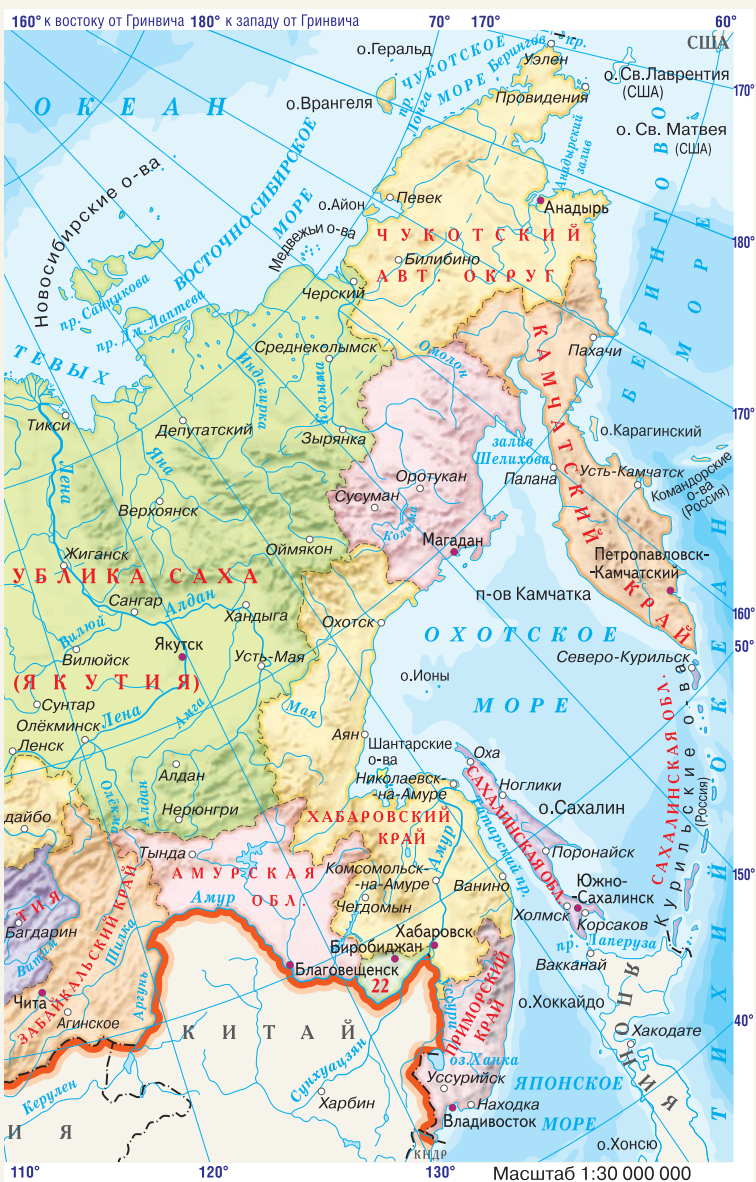 160° к востоку от Гринвича 180° к западу от Гринвича 70° 170° 60°
США
о.Геральд
ЧУКОТСКОЕ
МОРЕ
Берингов пр.
Уэлен
о.Св.Лаврентия
(США)
170°
о.Врангеля
пр. Лонга
Провидения
ОКЕАН
о. Св. Матвея
(США)
Анадырский залив
Новосибирские о-ва
ВОСТОЧНО-СИБИРСКОЕ
МОРЕ
о.Айон
Певек
Анадырь
Медвежьи о-ва
ЧУКОТСКИЙ
АВТ. ОКРУГ
Билибино
180°
БЕРИНГОВО
МОРЕ
пр. Санникова
пр. Дм. Лаптева
Черский
Среднеколымск
Омолон
Пахачи
ТЕВЫХ
Индигирка
Колыма
КАМЧАТСКИЙ
КРАЙ
170°
Тикси
Депутатский
Зырянка
о.Карагинский
залив
Шелихова
Лена
Яна
Оротукан
Палана
Усть-Камчатск
Командорские
о-ва
(Россия)
Сусуман
Верхоянск
Колыма
Магадан
Оймякон
Жиганск
Петропавловск-
-Камчатский
УБЛИКА САХА
п-ов Камчатка
Сангар
Алдан
Хандыга
Охотск
160°
Вилюй
Якутск
ОХОТСКОЕ
МОРЕ
50°
Вилюйск
Усть-Мая
Северо-Курильск
(ЯКУТИЯ)
о.Ионы
Сунтар
Лена
Амга
Мая
Олёкминск
Ленск
Аян
Шантарские
о-ва
Оха
САХАЛИНСКАЯ ОБЛ.
Курильские о-ва
(Россия)
Алдан
Николаевск-
-на-Амуре
Ноглики
Олёкма
Алдан
Нерюнгри
о.Сахалин
дайбо
ХАБАРОВСКИЙ
КРАЙ
Амур
Татарский пр.
САХАЛИНСКАЯ ОБЛ.
Тында
Поронайск
АМУРСКАЯ
ОБЛ.
Комсомольск-
-на-Амуре
Ванино
Южно-
-Сахалинск
150°
ТИЯ
Амур
Чегдомын
Холмск
Корсаков
Багдарин
Шилка
Хабаровск
Биробиджан
пр. Лаперуза
Витим
Благовещенск
22
Вакканай
ЗАБАЙКАЛЬСКИЙ КРАЙ
Чита
Аргунь
Уссури
ПРИМОРСКИЙ
КРАЙ
о.Хоккайдо
Агинское
КИТАЙ
40°
оз.Ханка
Хакодате
ЯПОНИЯ
Сунхуацзян
Уссурийск
ЯПОНСКОЕ
МОРЕ
ТИХИЙ ОКЕАН
Керулен
Харбин
Находка
Владивосток
ИЯ
о.Хонсю
КНДР
110° 120° 130° Масштаб 1:30 000 000